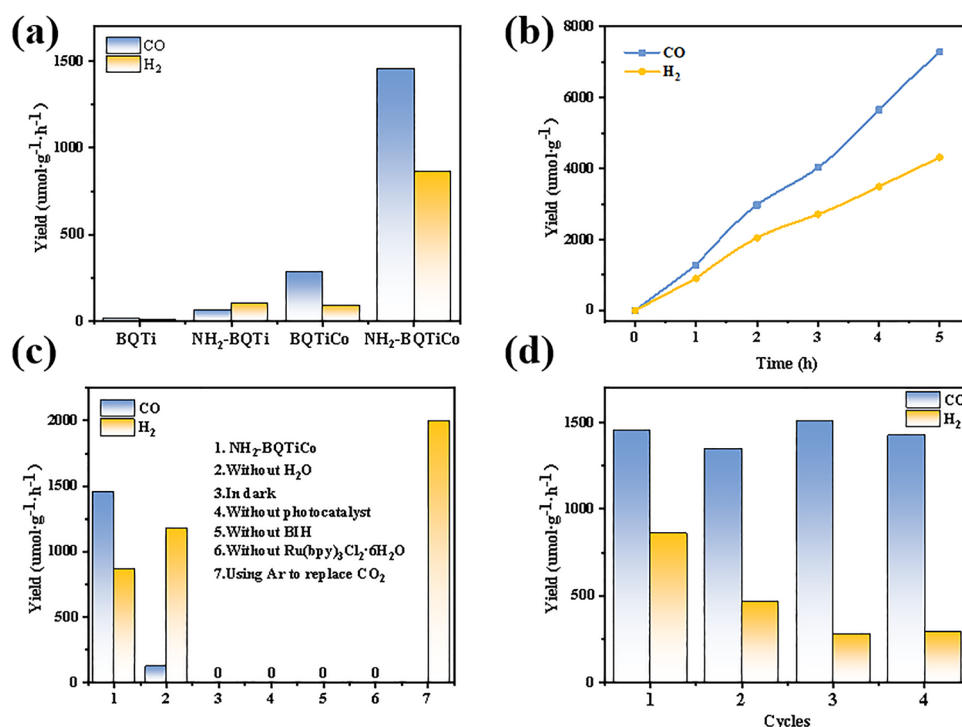 (a)
CO
H₂
Yield (umol·g⁻¹·h⁻¹)
1500
1000
500
0
BQTi NH₂-BQTi BQTiCo NH₂-BQTiCo
(b)
CO
H₂
Yield (umol·g⁻¹)
8000
6000
4000
2000
0
0 1 2 3 4 5
Time (h)
(c)
CO
H₂
Yield (umol·g⁻¹·h⁻¹)
2000
1500
1000
500
0
1. NH₂-BQTiCo
2.Without H₂O
3.In dark
4.Without photocatalyst
5.Without BIH
6.Without Ru(bpy)₃Cl₂·6H₂O
7.Using Ar to replace CO₂
0 0 0 0
1 2 3 4 5 6 7
(d)
CO
H₂
Yield (umol·g⁻¹·h⁻¹)
1500
1000
500
0
1 2 3 4
Cycles